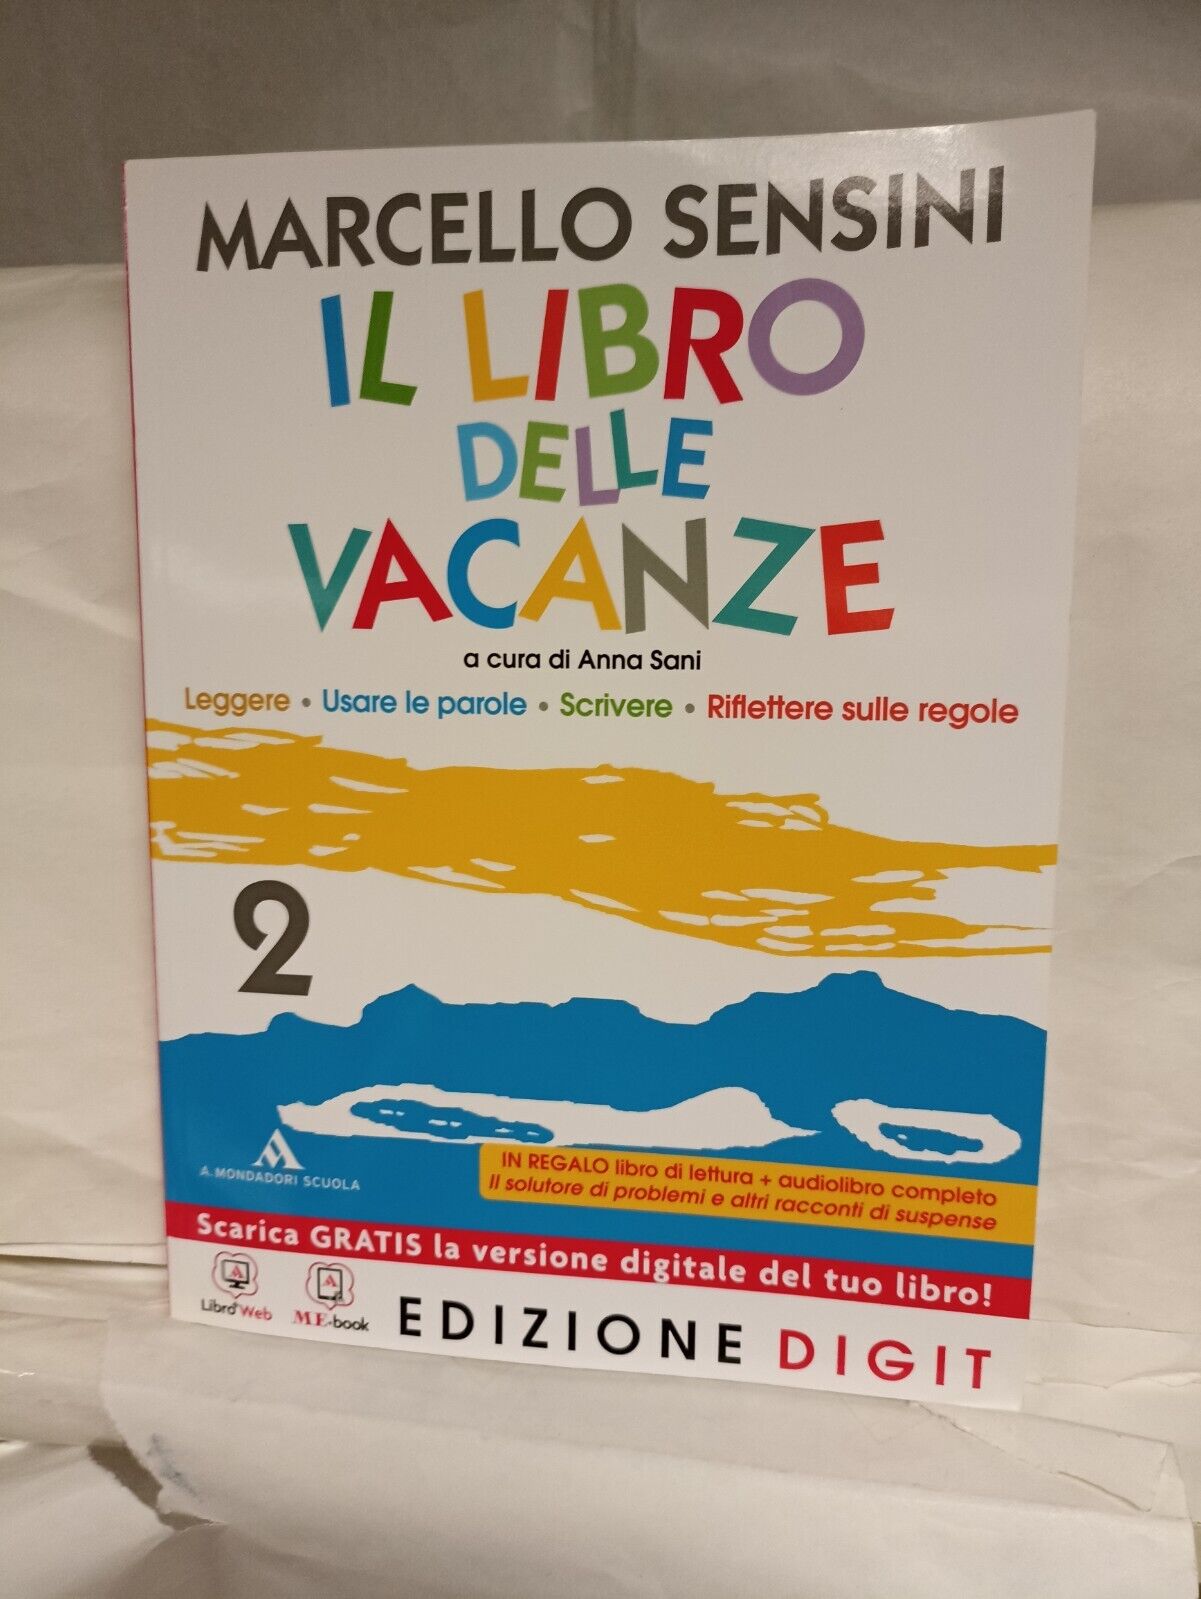 MARCELLO SENSINI
IL LIBRO
DELLE
VACANZE
a cura di Anna Sani
Leggere • Usare le parole • Scrivere • Riflettere sulle regole
2
A. MONDADORI SCUOLA
IN REGALO libro di lettura + audiolibro completo
Il solutore di problemi e altri racconti di suspense
Scarica GRATIS la versione digitale del tuo libro!
Libro+Web
ME•book
EDIZIONE DIGIT